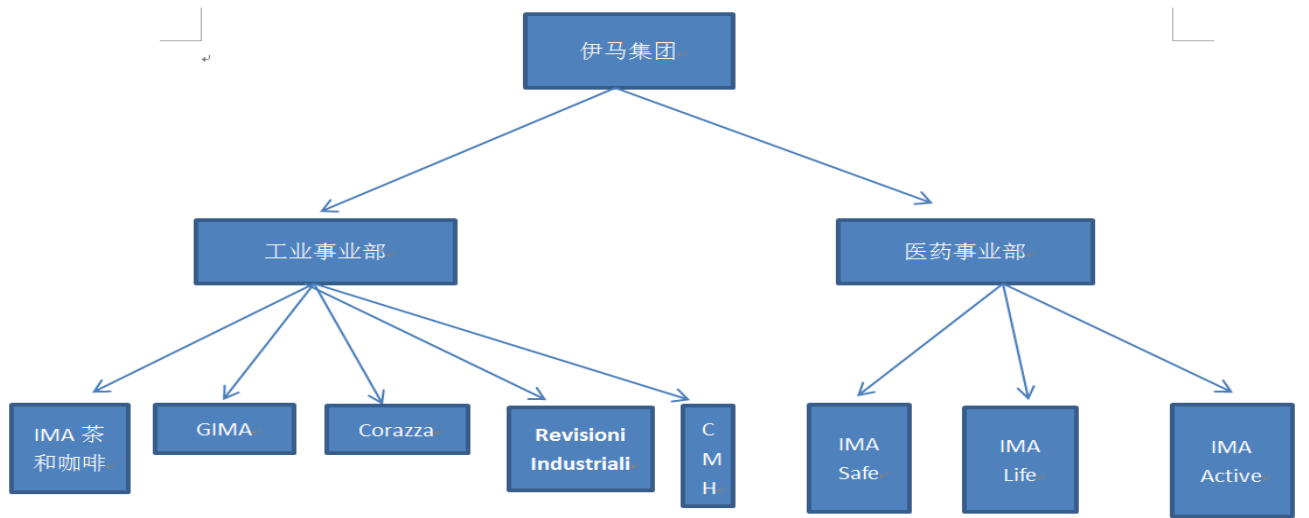 伊马集团
工业事业部
医药事业部
IMA 茶
和咖啡
GIMA
Corazza
Revisioni
Industriali
C
M
H
IMA
Safe
IMA
Life
IMA
Active